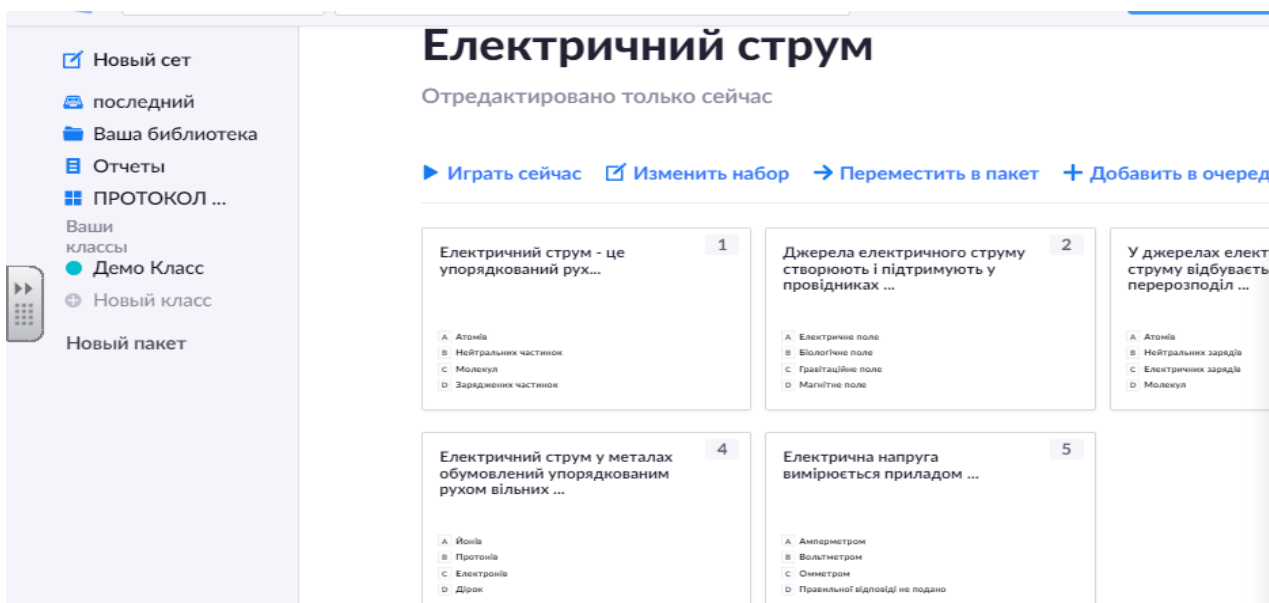 Електричний струм
Отредактировано только сейчас
Новый сет
последний
Ваша библиотека
Отчеты
ПРОТОКОЛ ...
Ваши
классы
Демо Класс
Новый класс
Новый пакет
Играть сейчас Изменить набор Переместить в пакет Добавить в очеред
1
Електричний струм - це
упорядкований рух...
A Атомів
B Нейтральних частинок
C Молекул
D Заряджених частинок
2
Джерела електричного струму
створюють і підтримують у
провідниках ...
A Електричне поле
B Біологічне поле
C Гравітаційне поле
D Магнітне поле
У джерелах елект
струму відбуваєть
перерозподіл ...
A Атомів
B Нейтральних зарядів
C Електричних зарядів
D Молекул
4
Електричний струм у металах
обумовлений упорядкованим
рухом вільних ...
A Йонів
B Протонів
C Електронів
D Дірок
5
Електрична напруга
вимірюється приладом ...
A Амперметром
B Вольтметром
C Омметром
D Правильної відповіді не подано